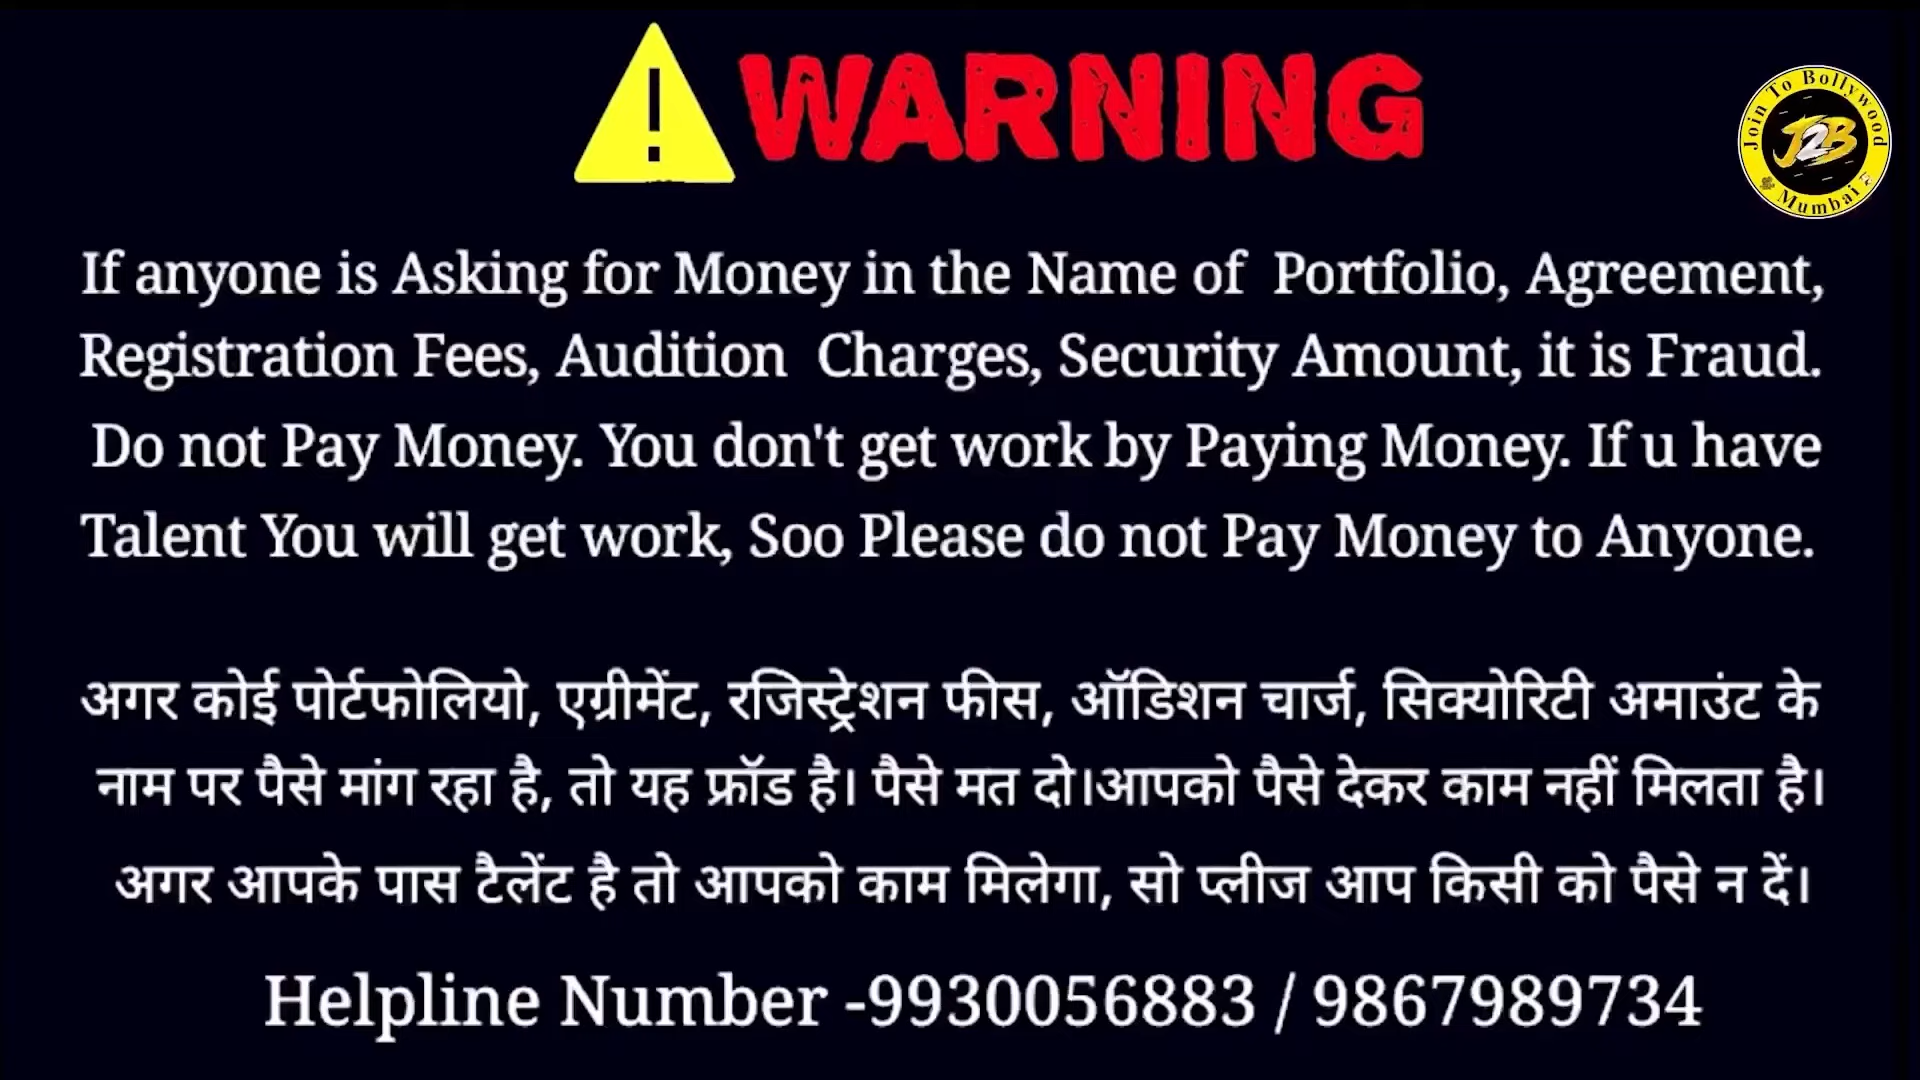 WARNING
Join To Bollywood
J2B
Mumbai
If anyone is Asking for Money in the Name of Portfolio, Agreement,
Registration Fees, Audition Charges, Security Amount, it is Fraud.
Do not Pay Money. You don't get work by Paying Money. If u have
Talent You will get work, Soo Please do not Pay Money to Anyone.
अगर कोई पोर्टफोलियो, एग्रीमेंट, रजिस्ट्रेशन फीस, ऑडिशन चार्ज, सिक्योरिटी अमाउंट के
नाम पर पैसे मांग रहा है, तो यह फ्रॉड है। पैसे मत दो।आपको पैसे देकर काम नहीं मिलता है।
अगर आपके पास टैलेंट है तो आपको काम मिलेगा, सो प्लीज आप किसी को पैसे न दें।
Helpline Number -9930056883 / 9867989734